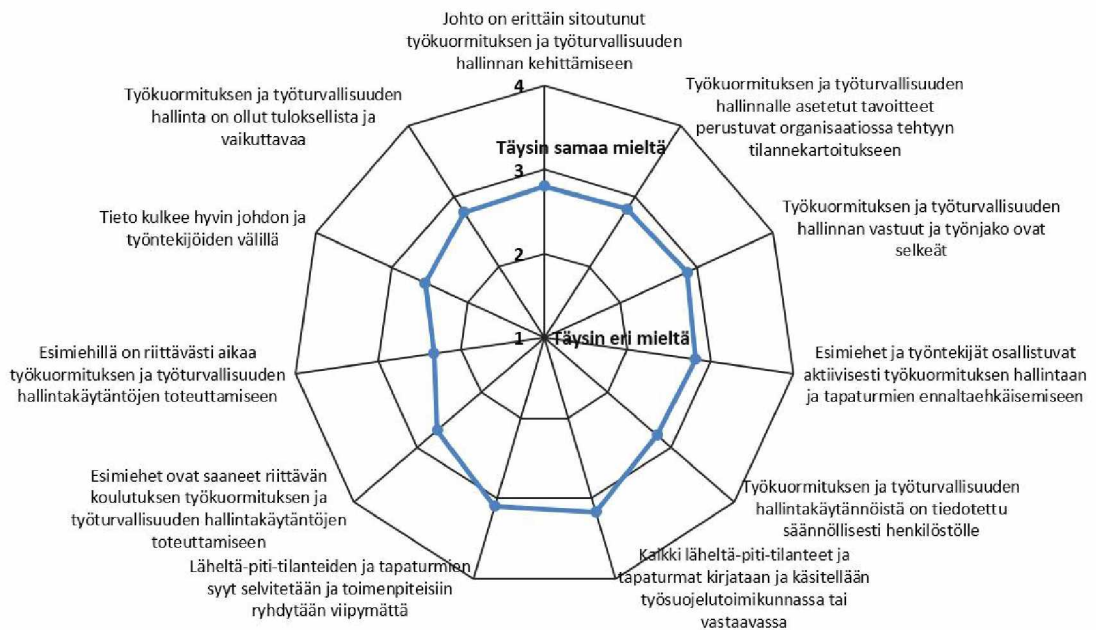 Johto on erittäin sitoutunut
työkuormituksen ja työturvallisuuden
hallinnan kehittämiseen
Työkuormituksen ja työturvallisuuden
hallinnalle asetetut tavoitteet
perustuvat organisaatiossa tehtyyn
tilannekartoitukseen
Työkuormituksen ja työturvallisuuden
hallinnan vastuut ja työnjako ovat
selkeät
Esimiehet ja työntekijät osallistuvat
aktiivisesti työkuormituksen hallintaan
ja tapaturmien ennaltaehkäisemiseen
Työkuormituksen ja työturvallisuuden
hallintakäytännöistä on tiedotettu
säännöllisesti henkilöstölle
Kaikki läheltä-piti-tilanteet ja
tapaturmat kirjataan ja käsitellään
työsuojelutoimikunnassa tai
vastaavassa
Läheltä-piti-tilanteiden ja tapaturmien
syyt selvitetään ja toimenpiteisiin
ryhdytään viipymättä
Esimiehet ovat saaneet riittävän
koulutuksen työkuormituksen ja
työturvallisuuden hallintakäytäntöjen
toteuttamiseen
Esimiehillä on riittävästi aikaa
työkuormituksen ja työturvallisuuden
hallintakäytäntöjen toteuttamiseen
Tieto kulkee hyvin johdon ja
työntekijöiden välillä
Työkuormituksen ja työturvallisuuden
hallinta on ollut tuloksellista ja
vaikuttavaa
4
Täysin samaa mieltä
3
2
1
Täysin eri mieltä